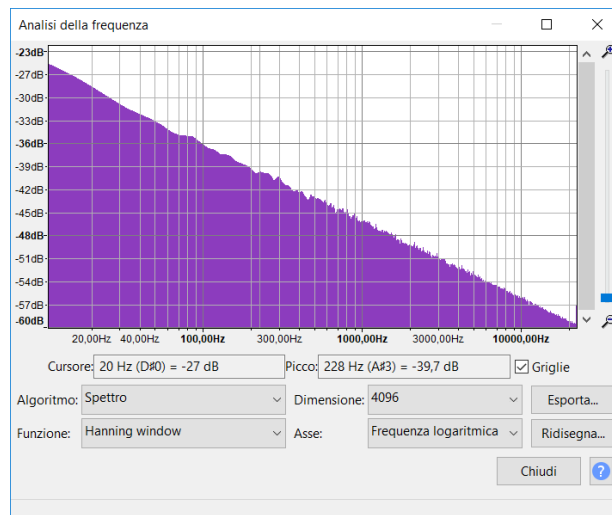 Analisi della frequenza
-23dB
-27dB
-30dB
-33dB
-36dB
-39dB
-42dB
-45dB
-48dB
-51dB
-54dB
-57dB
-60dB
20,00Hz 40,00Hz 100,00Hz 300,00Hz 1000,00Hz 3000,00Hz 10000,00Hz
Cursore: 20 Hz (D♯0) = -27 dB Picco: 228 Hz (A♯3) = -39,7 dB Griglie
Algoritmo: Spettro Dimensione: 4096 Esporta...
Funzione: Hanning window Asse: Frequenza logaritmica Ridisegna...
Chiudi ?